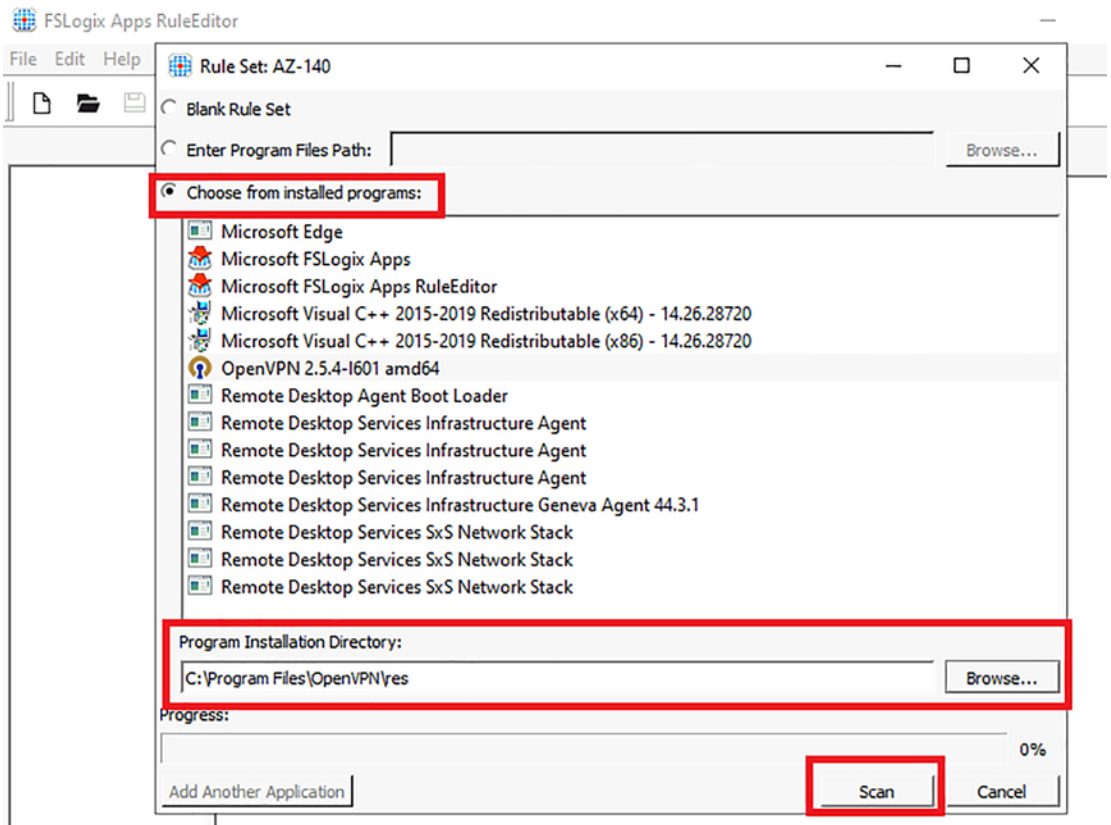 FSLogix Apps RuleEditor
File Edit Help
Rule Set: AZ-140
Blank Rule Set
Enter Program Files Path:
Browse...
Choose from installed programs:
Microsoft Edge
Microsoft FSLogix Apps
Microsoft FSLogix Apps RuleEditor
Microsoft Visual C++ 2015-2019 Redistributable (x64) - 14.26.28720
Microsoft Visual C++ 2015-2019 Redistributable (x86) - 14.26.28720
OpenVPN 2.5.4-I601 amd64
Remote Desktop Agent Boot Loader
Remote Desktop Services Infrastructure Agent
Remote Desktop Services Infrastructure Agent
Remote Desktop Services Infrastructure Agent
Remote Desktop Services Infrastructure Geneva Agent 44.3.1
Remote Desktop Services SxS Network Stack
Remote Desktop Services SxS Network Stack
Remote Desktop Services SxS Network Stack
Program Installation Directory:
C:\Program Files\OpenVPN\res
Browse...
Progress:
0%
Add Another Application
Scan
Cancel